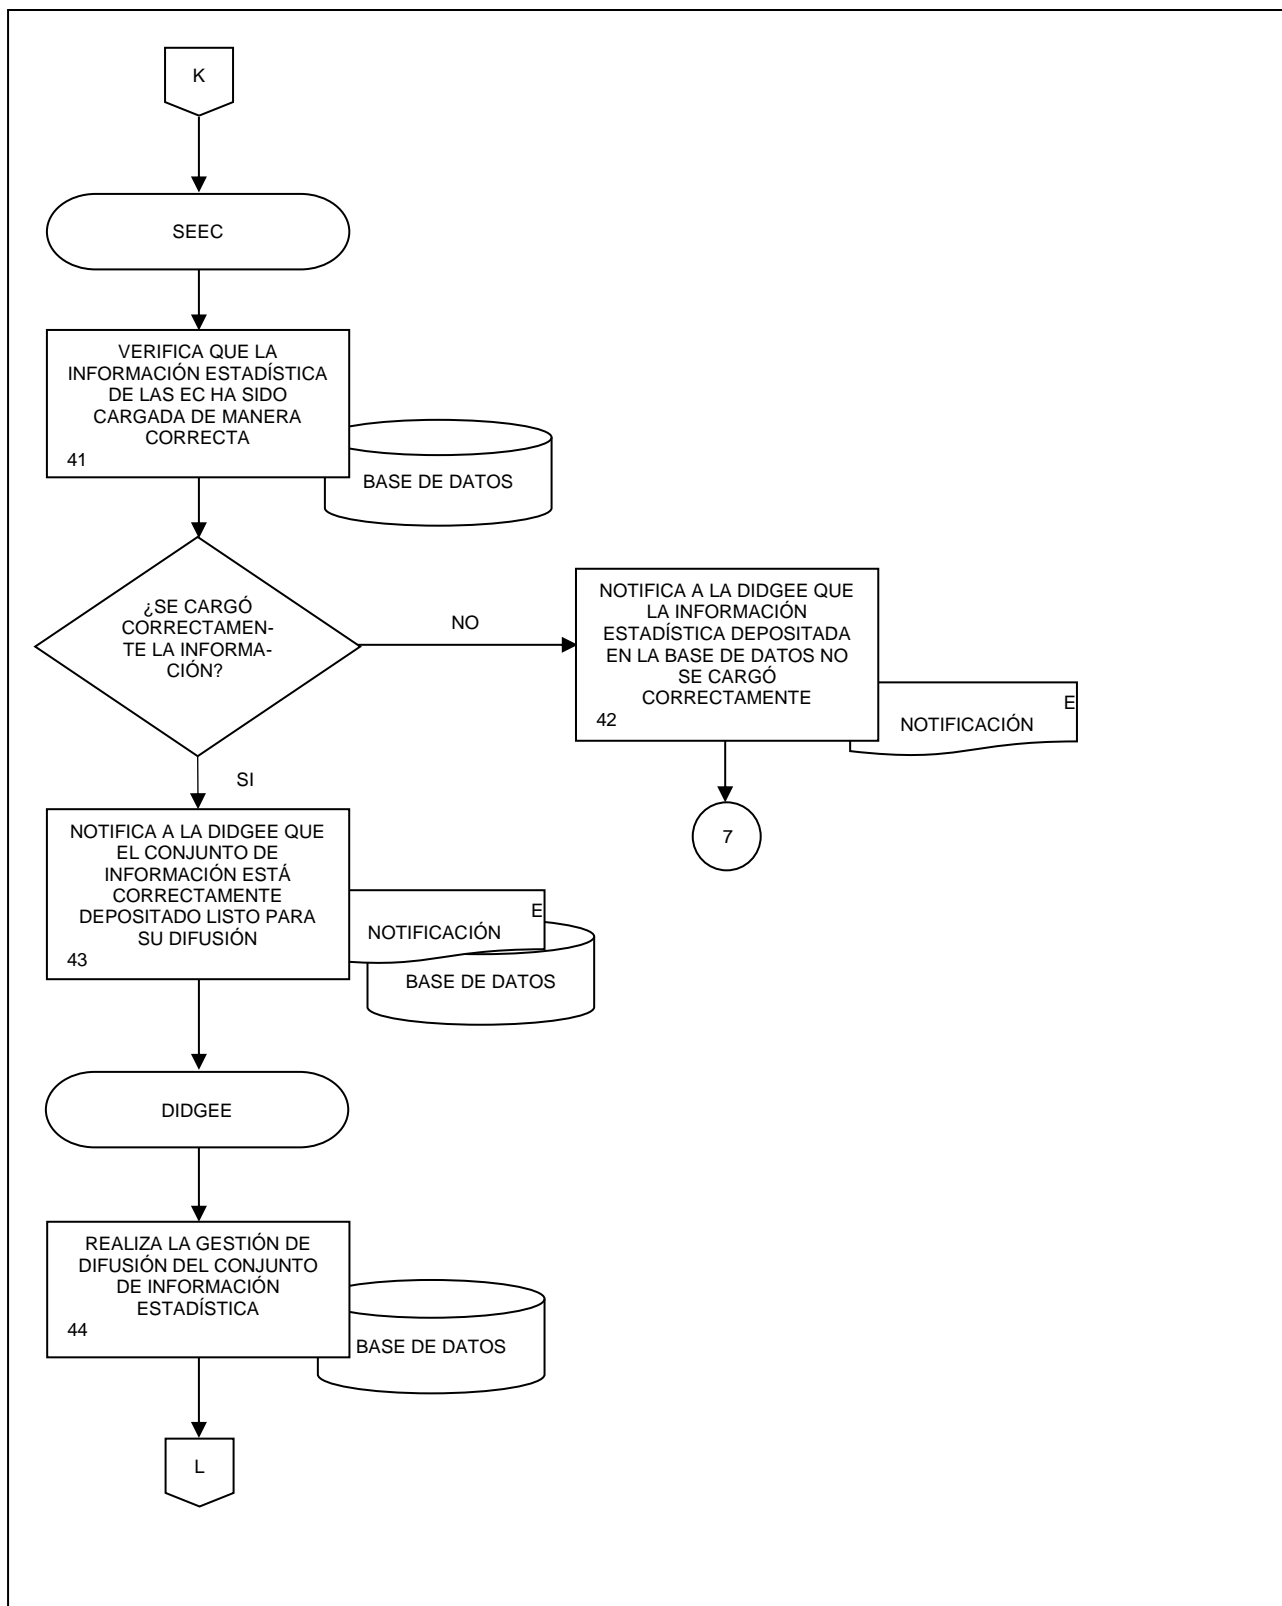 K
SEEC
VERIFICA QUE LA
INFORMACIÓN ESTADÍSTICA
DE LAS EC HA SIDO
CARGADA DE MANERA
CORRECTA
41
BASE DE DATOS
¿SE CARGÓ
CORRECTAMEN-
TE LA INFORMA-
CIÓN?
NO
NOTIFICA A LA DIDGEE QUE
LA INFORMACIÓN
ESTADÍSTICA DEPOSITADA
EN LA BASE DE DATOS NO
SE CARGÓ
CORRECTAMENTE
42
E
NOTIFICACIÓN
7
SI
NOTIFICA A LA DIDGEE QUE
EL CONJUNTO DE
INFORMACIÓN ESTÁ
CORRECTAMENTE
DEPOSITADO LISTO PARA
SU DIFUSIÓN
43
E
NOTIFICACIÓN
BASE DE DATOS
DIDGEE
REALIZA LA GESTIÓN DE
DIFUSIÓN DEL CONJUNTO
DE INFORMACIÓN
ESTADÍSTICA
44
BASE DE DATOS
L